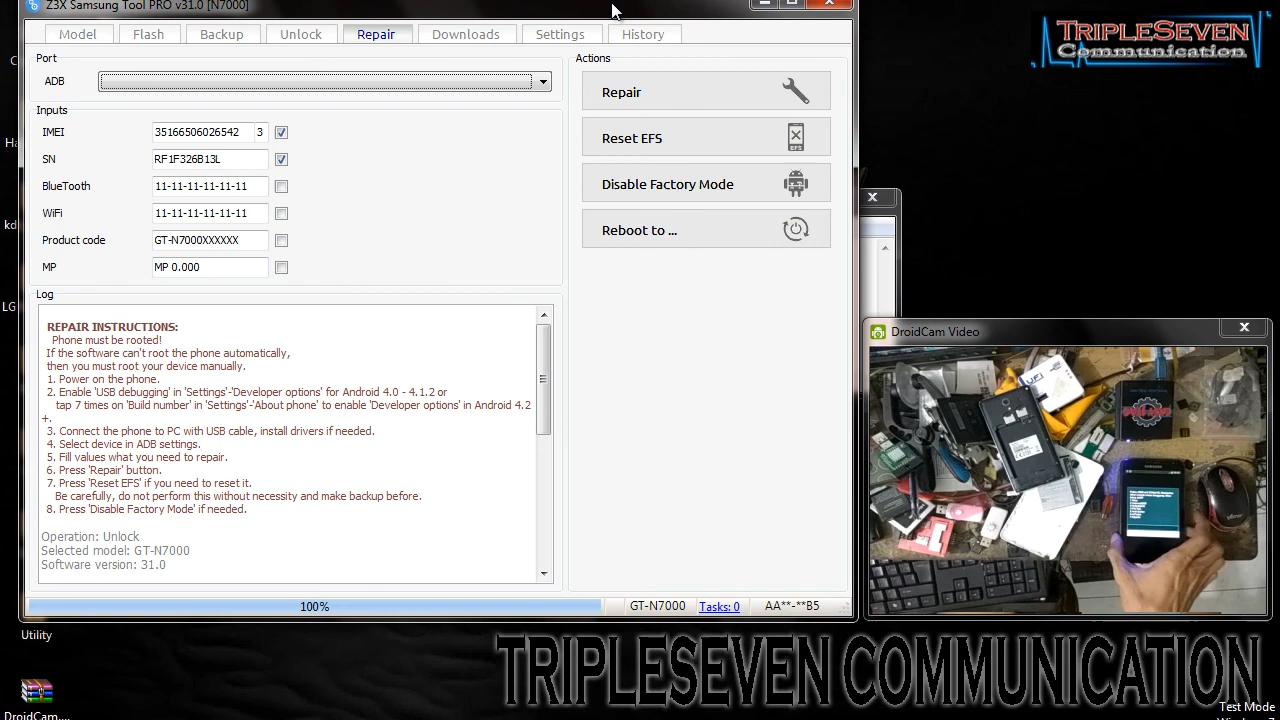 Z3X Samsung Tool PRO v31.0 [N7000]
TRIPLESEVEN
Communication
Model Flash Backup Unlock Repair Downloads Settings History
Port
Actions
ADB
Repair
Inputs
IMEI 35166506026542 3
Reset EFS
SN RF1F326B13L
BlueTooth 11-11-11-11-11-11
Disable Factory Mode
WiFi 11-11-11-11-11-11
Reboot to ...
Product code GT-N7000XXXXXX
MP MP 0.000
Log
REPAIR INSTRUCTIONS:
Phone must be rooted!
If the software can't root the phone automatically,
then you must root your device manually.
1. Power on the phone.
2. Enable 'USB debugging' in 'Settings'-'Developer options' for Android 4.0 - 4.1.2 or
tap 7 times on 'Build number' in 'Settings'-'About phone' to enable 'Developer options' in Android 4.2
+.
3. Connect the phone to PC with USB cable, install drivers if needed.
4. Select device in ADB settings.
5. Fill values what you need to repair.
6. Press 'Repair' button.
7. Press 'Reset EFS' if you need to reset it.
Be carefully, do not perform this without necessity and make backup before.
8. Press 'Disable Factory Mode' if needed.
Operation: Unlock
Selected model: GT-N7000
Software version: 31.0
100% GT-N7000 Tasks: 0 AA**-**B5
DroidCam Video
UFi
SAMSUNG
kd
LG
Utility
DroidCam....
TRIPLESEVEN COMMUNICATION
Test Mode